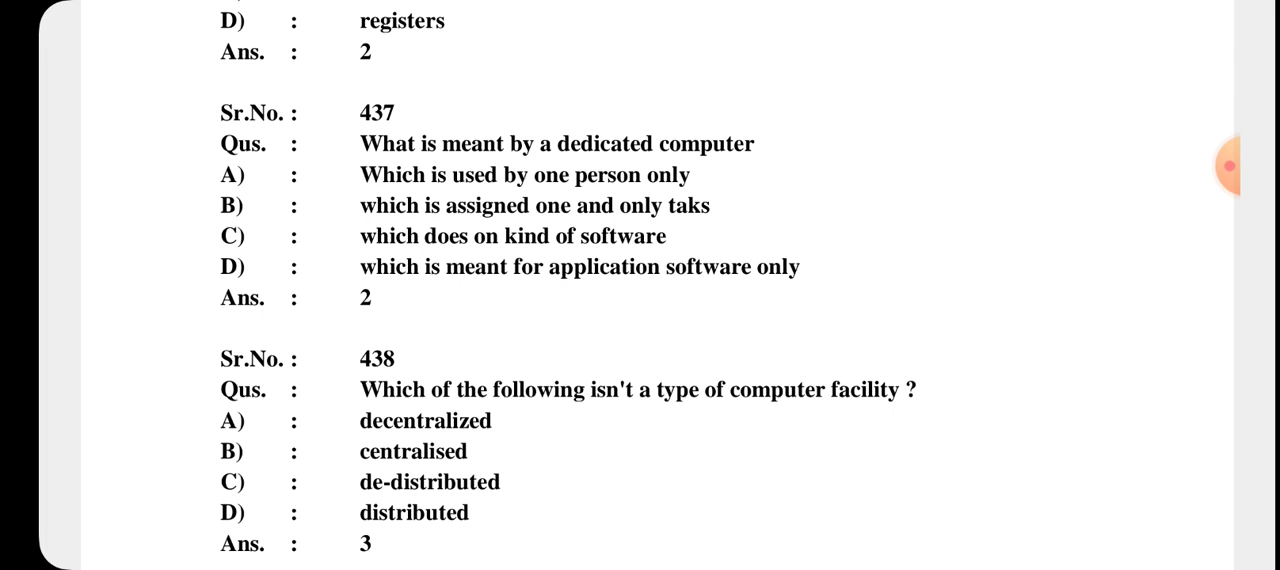 D) : registers
Ans. : 2
Sr.No. : 437
Qus. : What is meant by a dedicated computer
A) : Which is used by one person only
B) : which is assigned one and only taks
C) : which does on kind of software
D) : which is meant for application software only
Ans. : 2
Sr.No. : 438
Qus. : Which of the following isn't a type of computer facility ?
A) : decentralized
B) : centralised
C) : de-distributed
D) : distributed
Ans. : 3